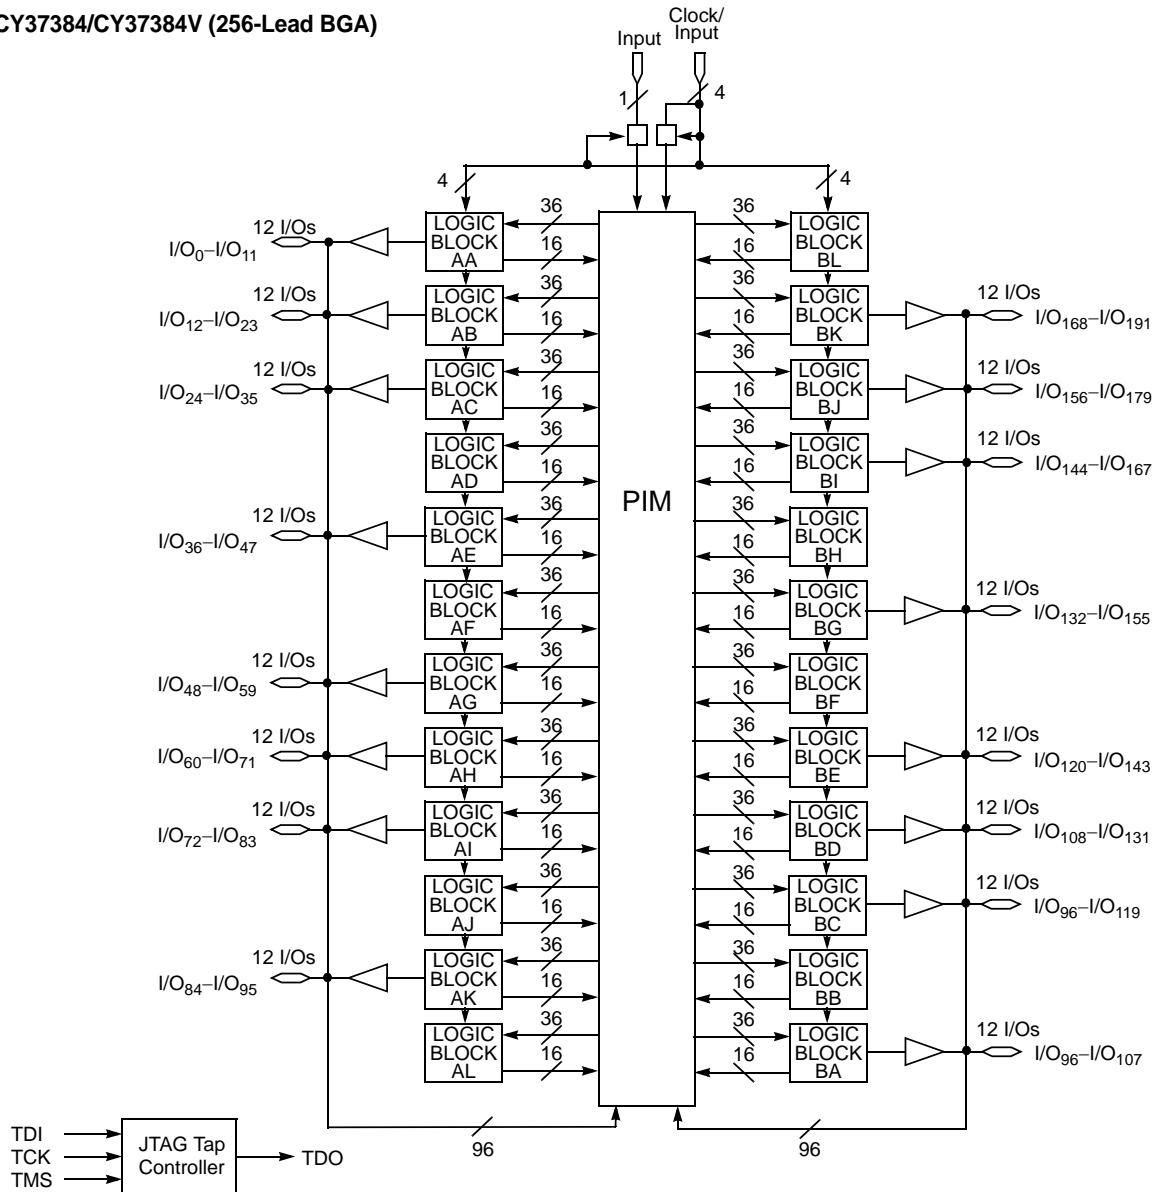 CY37384/CY37384V (256-Lead BGA)
Input
Clock/
Input
1
4
4
4
12 I/Os
I/O0–I/O11
LOGIC
BLOCK
AA
36
16
36
16
LOGIC
BLOCK
BL
12 I/Os
I/O12–I/O23
LOGIC
BLOCK
AB
36
16
36
16
LOGIC
BLOCK
BK
12 I/Os
I/O168–I/O191
12 I/Os
I/O24–I/O35
LOGIC
BLOCK
AC
36
16
36
16
LOGIC
BLOCK
BJ
12 I/Os
I/O156–I/O179
LOGIC
BLOCK
AD
36
16
PIM
36
16
LOGIC
BLOCK
BI
12 I/Os
I/O144–I/O167
12 I/Os
I/O36–I/O47
LOGIC
BLOCK
AE
36
16
36
16
LOGIC
BLOCK
BH
LOGIC
BLOCK
AF
36
16
36
16
LOGIC
BLOCK
BG
12 I/Os
I/O132–I/O155
12 I/Os
I/O48–I/O59
LOGIC
BLOCK
AG
36
16
36
16
LOGIC
BLOCK
BF
12 I/Os
I/O60–I/O71
LOGIC
BLOCK
AH
36
16
36
16
LOGIC
BLOCK
BE
12 I/Os
I/O120–I/O143
12 I/Os
I/O72–I/O83
LOGIC
BLOCK
AI
36
16
36
16
LOGIC
BLOCK
BD
12 I/Os
I/O108–I/O131
LOGIC
BLOCK
AJ
36
16
36
16
LOGIC
BLOCK
BC
12 I/Os
I/O96–I/O119
12 I/Os
I/O84–I/O95
LOGIC
BLOCK
AK
36
16
36
16
LOGIC
BLOCK
BB
LOGIC
BLOCK
AL
36
16
36
16
LOGIC
BLOCK
BA
12 I/Os
I/O96–I/O107
96
96
TDI
TCK
TMS
JTAG Tap
Controller
TDO